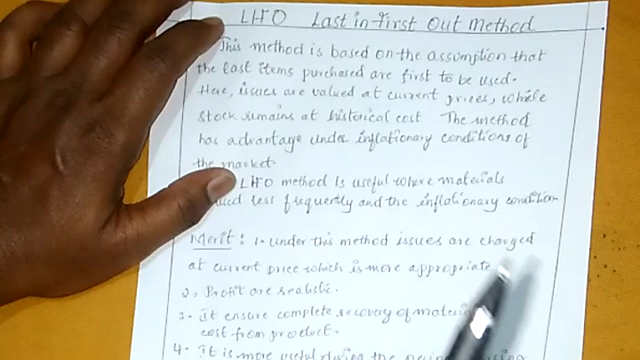 LIFO Last in first Out method
This method is based on the assumption that
the last items purchased are first to be used.
Here, issues are valued at current prices, while
stock remains at historical cost The method
has advantage under inflationary conditions of
the market.
LIFO method is useful where materials
less frequently and the inflationary condition
Merit: 1- under this method issues are charged
at current price which is more appropriate
2. Profit are realistic.
3- It ensure complete recovery of
cost from product.
4- It is more useful during the